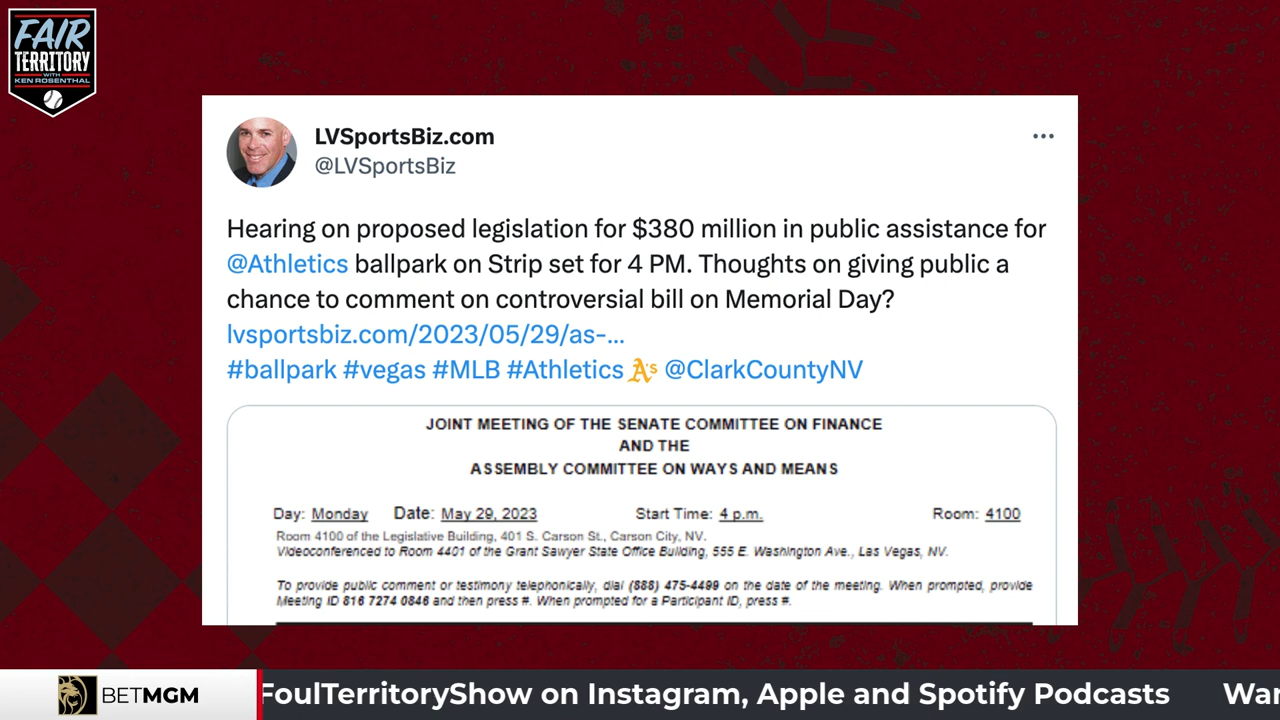 FAIR
TERRITORY
WITH
KEN ROSENTHAL
LVSportsBiz.com
@LVSportsBiz
Hearing on proposed legislation for $380 million in public assistance for
@Athletics ballpark on Strip set for 4 PM. Thoughts on giving public a
chance to comment on controversial bill on Memorial Day?
lvsportsbiz.com/2023/05/29/as-…
#ballpark #vegas #MLB #Athletics A's @ClarkCountyNV
JOINT MEETING OF THE SENATE COMMITTEE ON FINANCE
AND THE
ASSEMBLY COMMITTEE ON WAYS AND MEANS
Day: Monday Date: May 29, 2023 Start Time: 4 p.m. Room: 4100
Room 4100 of the Legislative Building, 401 S. Carson St., Carson City, NV.
Videoconferenced to Room 4401 of the Grant Sawyer State Office Building, 555 E. Washington Ave., Las Vegas, NV.
To provide public comment or testimony telephonically, dial (888) 475-4499 on the date of the meeting. When prompted, provide
Meeting ID 816 7274 0846 and then press #. When prompted for a Participant ID, press #.
BETMGM FoulTerritoryShow on Instagram, Apple and Spotify Podcasts